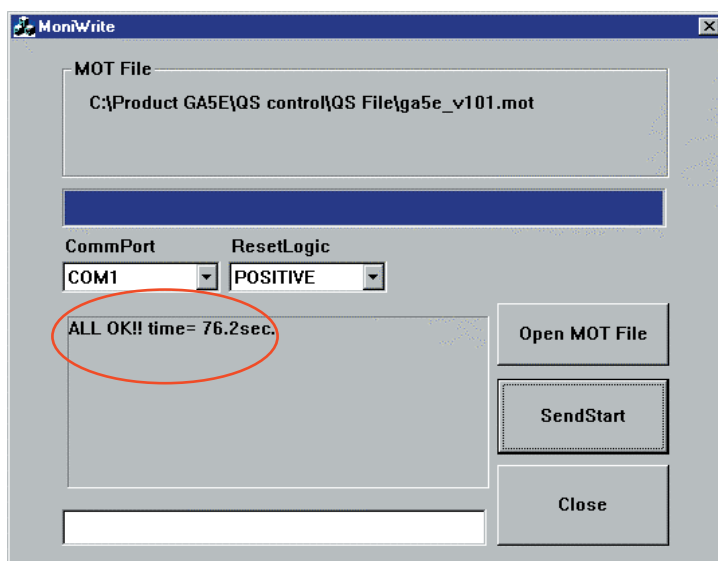 MoniWrite
MOT File
C:\Product GA5E\QS control\QS File\ga5e_v101.mot
CommPort ResetLogic
COM1 POSITIVE
ALL OK!! time= 76.2sec.
Open MOT File
SendStart
Close